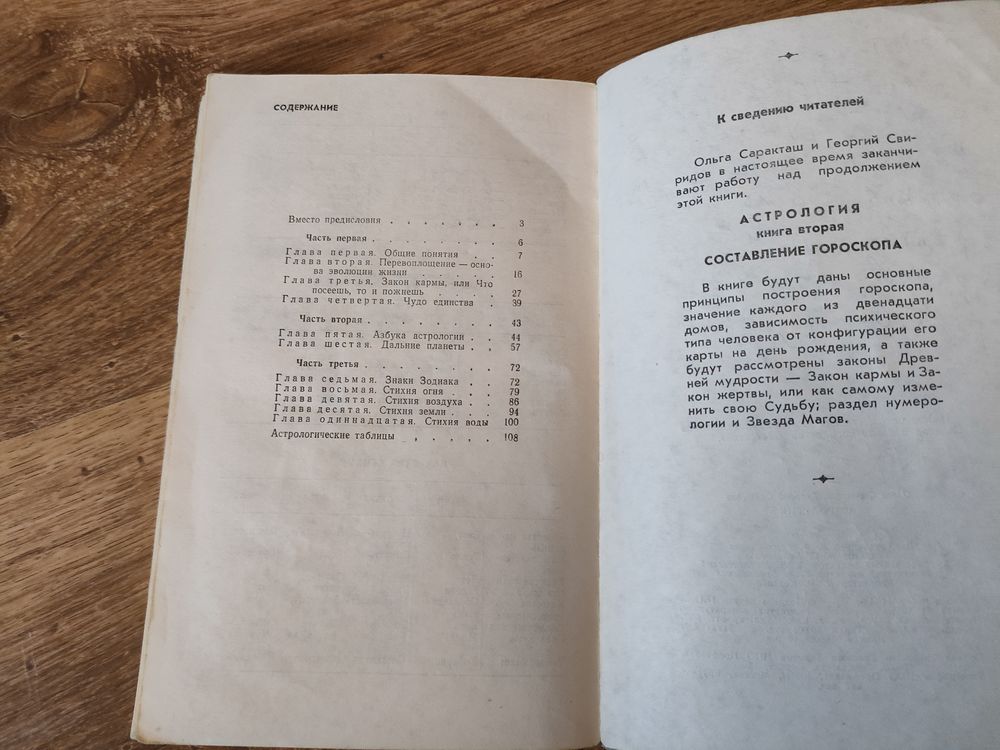 СОДЕРЖАНИЕ
Вместо предисловия . . . . . . 3
Часть первая . . . . . . . 6
Глава первая. Общие понятия . . 7
Глава вторая. Перевоплощение — осно-
ва эволюции жизни . . . . . 16
Глава третья. Закон кармы, или Что
посеешь, то и пожнешь . . . . 27
Глава четвертая. Чудо единства . 39
Часть вторая . . . . . . . 43
Глава пятая. Азбука астрологии . . 44
Глава шестая. Дальние планеты . . 57
Часть третья . . . . . . . 72
Глава седьмая. Знаки Зодиака . . 72
Глава восьмая. Стихия огня . . . 79
Глава девятая. Стихия воздуха . . 86
Глава десятая. Стихия земли . . . 94
Глава одиннадцатая. Стихия воды 100
Астрологические таблицы . . . . . 108
К сведению читателей
Ольга Саракташ и Георгий Сви-
ридов в настоящее время заканчи-
вают работу над продолжением
этой книги.
АСТРОЛОГИЯ
книга вторая
СОСТАВЛЕНИЕ ГОРОСКОПА
В книге будут даны основные
принципы построения гороскопа,
значение каждого из двенадцати
домов, зависимость психического
типа человека от конфигурации его
карты на день рождения, а также
будут рассмотрены законы Древ-
ней мудрости — Закон кармы и За-
кон жертвы, или как самому изме-
нить свою Судьбу; раздел нумеро-
логии и Звезда Магов.